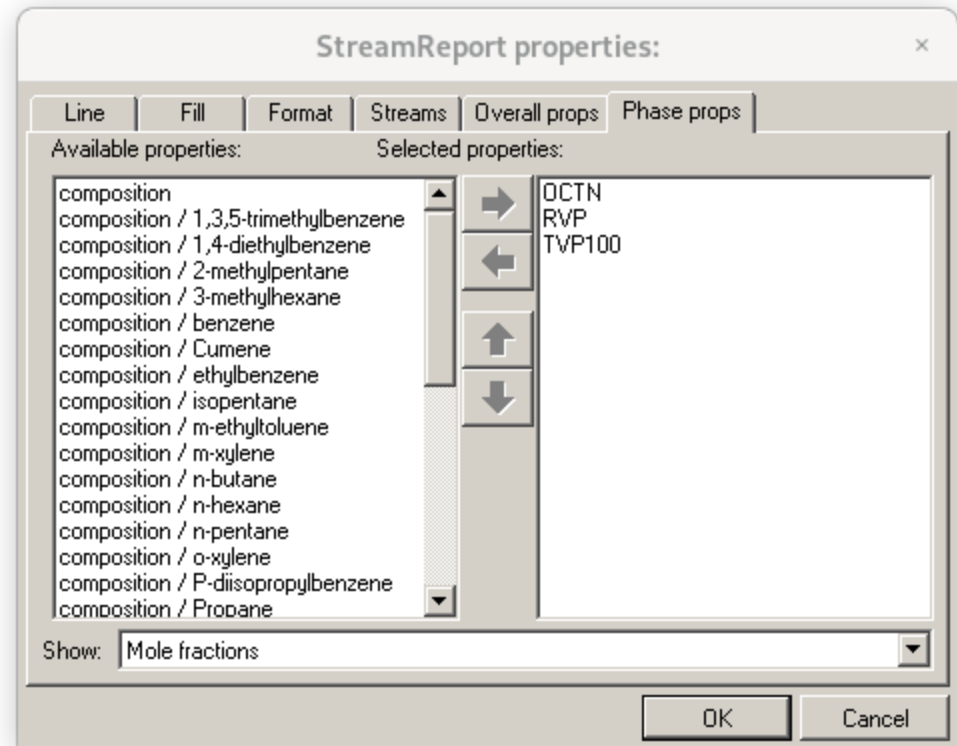 StreamReport properties:
Line Fill Format Streams Overall props Phase props
Available properties: Selected properties:
composition
composition / 1,3,5-trimethylbenzene
composition / 1,4-diethylbenzene
composition / 2-methylpentane
composition / 3-methylhexane
composition / benzene
composition / Cumene
composition / ethylbenzene
composition / isopentane
composition / m-ethyltoluene
composition / m-xylene
composition / n-butane
composition / n-hexane
composition / n-pentane
composition / o-xylene
composition / P-diisopropylbenzene
composition / Propane
OCTN
RVP
TVP100
Show: Mole fractions
OK Cancel